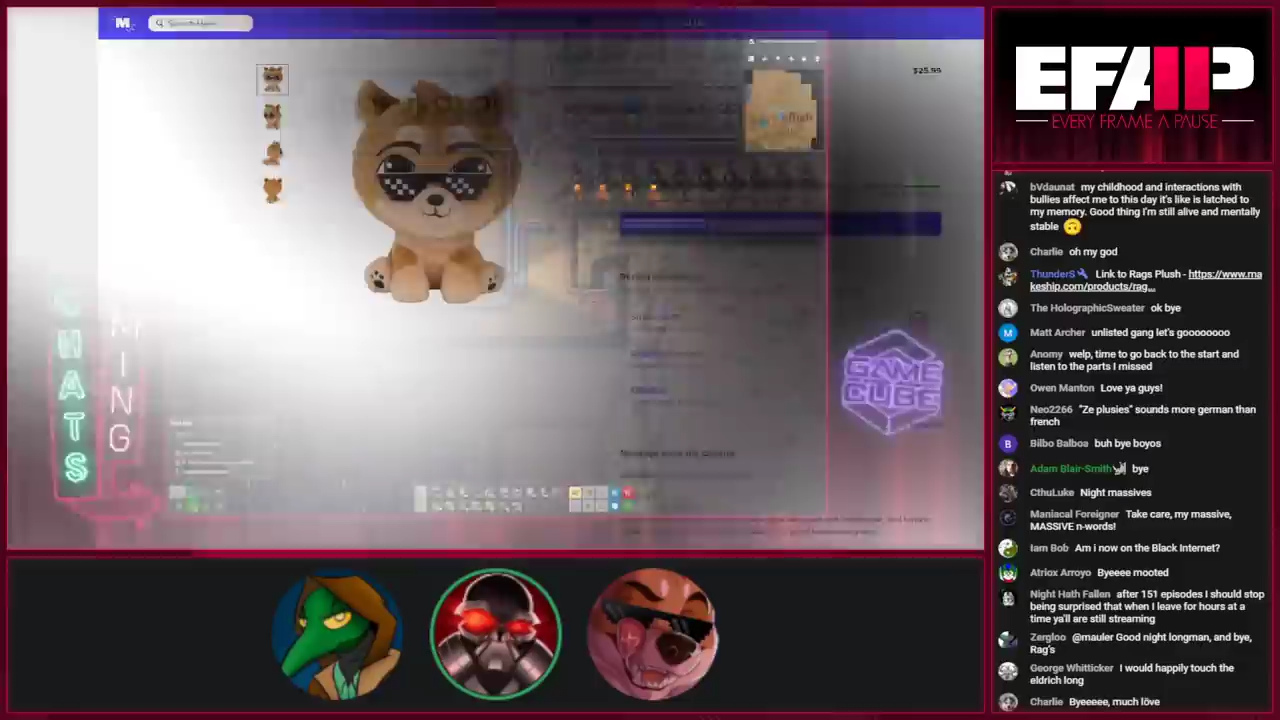 M
$25.99
CHATS
MING
GAME
CUBE
EFAP
EVERY FRAME A PAUSE
bVdaunat my childhood and interactions with
bullies affect me to this day it's like is latched to
my memory. Good thing I'm still alive and mentally
stable 🙃
Charlie oh my god
ThunderS Link to Rags Plush - https://www.ma
keship.com/products/rag...
The HolographicSweater ok bye
M Matt Archer unlisted gang let's gooooooo
Anomy welp, time to go back to the start and
listen to the parts I missed
Owen Manton Love ya guys!
Neo2266 "Ze plusies" sounds more german than
french
B Bilbo Balboa buh bye boyos
Adam Blair-Smith bye
CthuLuke Night massives
Maniacal Foreigner Take care, my massive,
MASSIVE n-words!
Iam Bob Am i now on the Black Internet?
Atriox Arroyo Byeeee mooted
Night Hath Fallen after 151 episodes I should stop
being surprised that when I leave for hours at a
time ya'll are still streaming
Zergloo @mauler Good night longman, and bye,
Rag's
George Whitticker I would happily touch the
eldrich long
Charlie Byeeeee, much löve